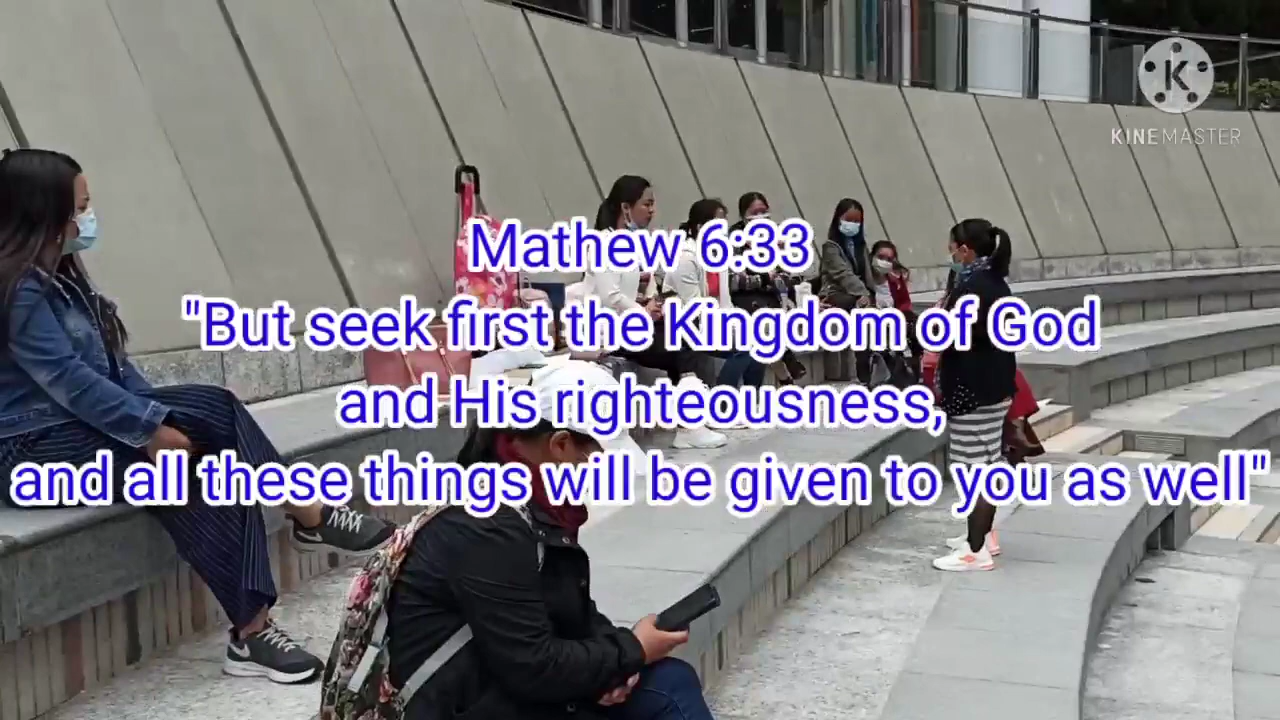 K
KINEMASTER
Mathew 6:33
"But seek first the Kingdom of God
and His righteousness,
and all these things will be given to you as well"